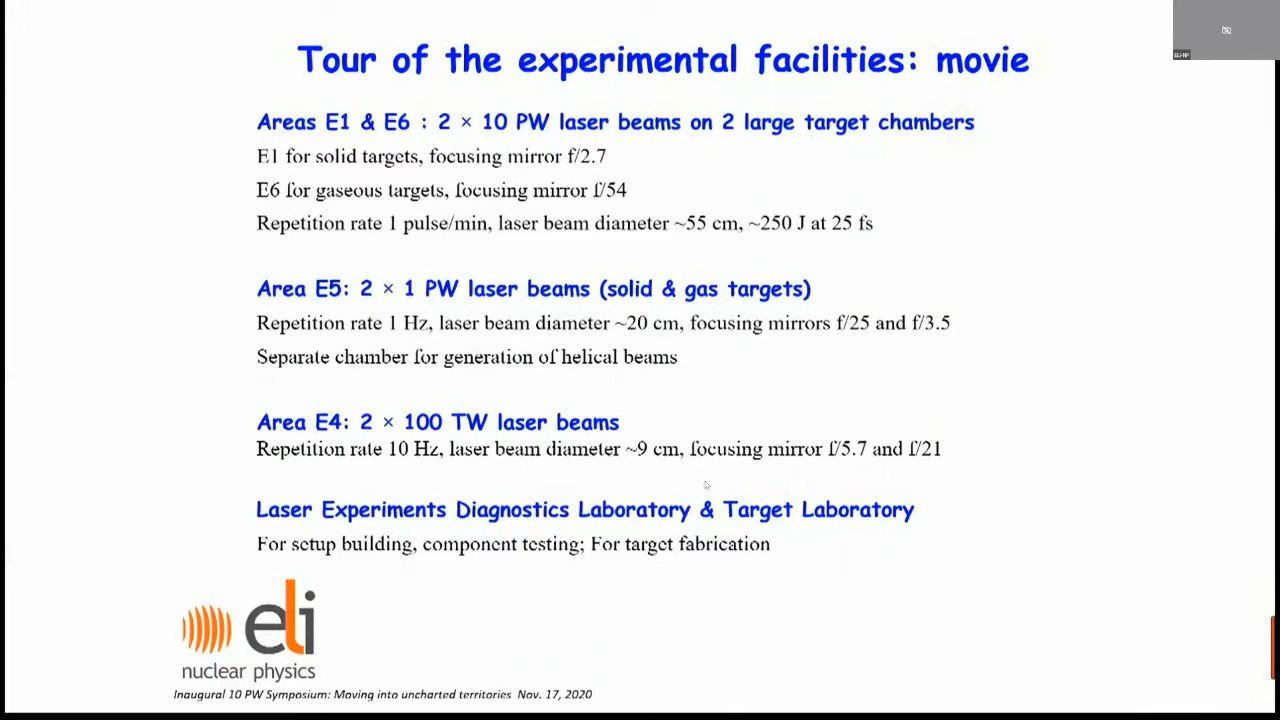 Tour of the experimental facilities: movie
ELI-NP
Areas E1 & E6 : 2 × 10 PW laser beams on 2 large target chambers
E1 for solid targets, focusing mirror f/2.7
E6 for gaseous targets, focusing mirror f/54
Repetition rate 1 pulse/min, laser beam diameter ~55 cm, ~250 J at 25 fs
Area E5: 2 × 1 PW laser beams (solid & gas targets)
Repetition rate 1 Hz, laser beam diameter ~20 cm, focusing mirrors f/25 and f/3.5
Separate chamber for generation of helical beams
Area E4: 2 × 100 TW laser beams
Repetition rate 10 Hz, laser beam diameter ~9 cm, focusing mirror f/5.7 and f/21
Laser Experiments Diagnostics Laboratory & Target Laboratory
For setup building, component testing; For target fabrication
eli
nuclear physics
Inaugural 10 PW Symposium: Moving into uncharted territories Nov. 17, 2020